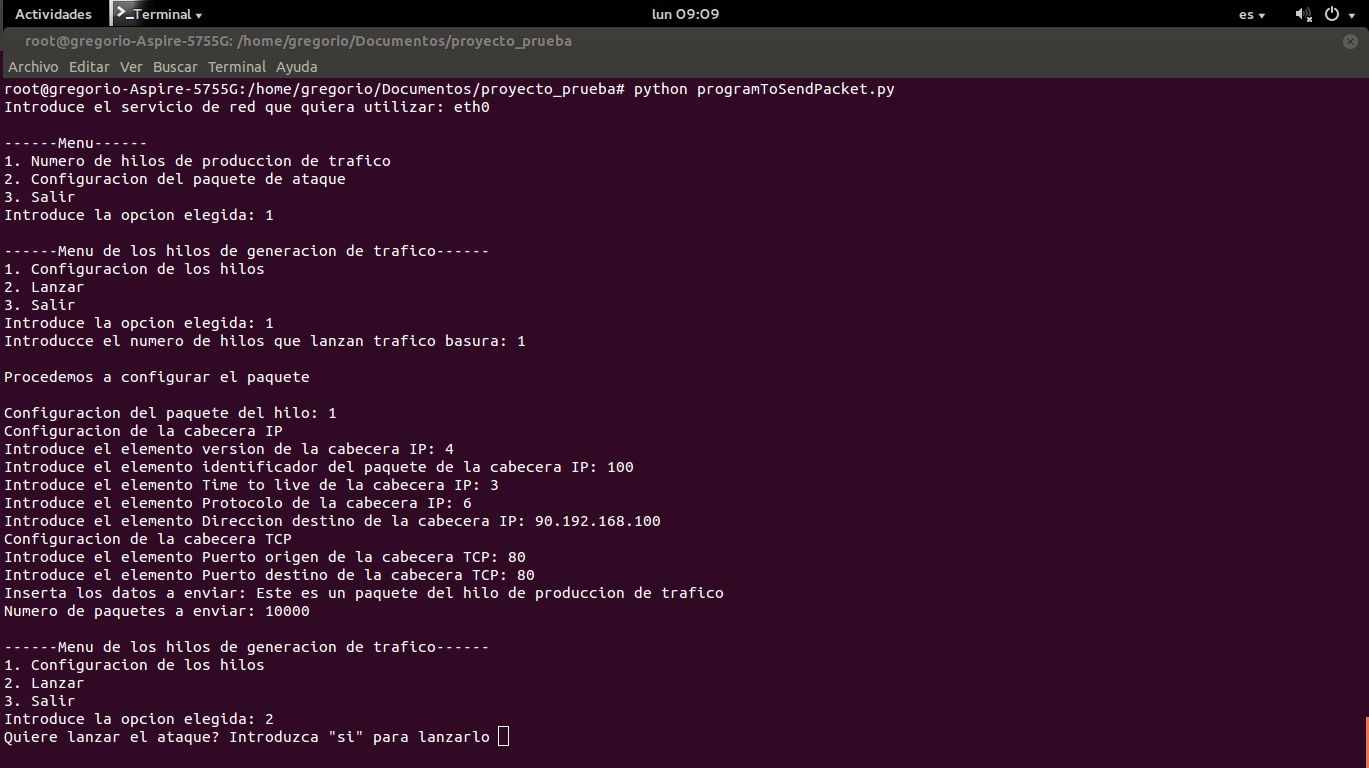 Actividades Terminal lun 09:09 es
root@gregorio-Aspire-5755G: /home/gregorio/Documentos/proyecto_prueba
Archivo Editar Ver Buscar Terminal Ayuda
root@gregorio-Aspire-5755G:/home/gregorio/Documentos/proyecto_prueba# python programToSendPacket.py
Introduce el servicio de red que quiera utilizar: eth0
------Menu------
1. Numero de hilos de produccion de trafico
2. Configuracion del paquete de ataque
3. Salir
Introduce la opcion elegida: 1
------Menu de los hilos de generacion de trafico------
1. Configuracion de los hilos
2. Lanzar
3. Salir
Introduce la opcion elegida: 1
Introducce el numero de hilos que lanzan trafico basura: 1
Procedemos a configurar el paquete
Configuracion del paquete del hilo: 1
Configuracion de la cabecera IP
Introduce el elemento version de la cabecera IP: 4
Introduce el elemento identificador del paquete de la cabecera IP: 100
Introduce el elemento Time to live de la cabecera IP: 3
Introduce el elemento Protocolo de la cabecera IP: 6
Introduce el elemento Direccion destino de la cabecera IP: 90.192.168.100
Configuracion de la cabecera TCP
Introduce el elemento Puerto origen de la cabecera TCP: 80
Introduce el elemento Puerto destino de la cabecera TCP: 80
Inserta los datos a enviar: Este es un paquete del hilo de produccion de trafico
Numero de paquetes a enviar: 10000
------Menu de los hilos de generacion de trafico------
1. Configuracion de los hilos
2. Lanzar
3. Salir
Introduce la opcion elegida: 2
Quiere lanzar el ataque? Introduzca "si" para lanzarlo